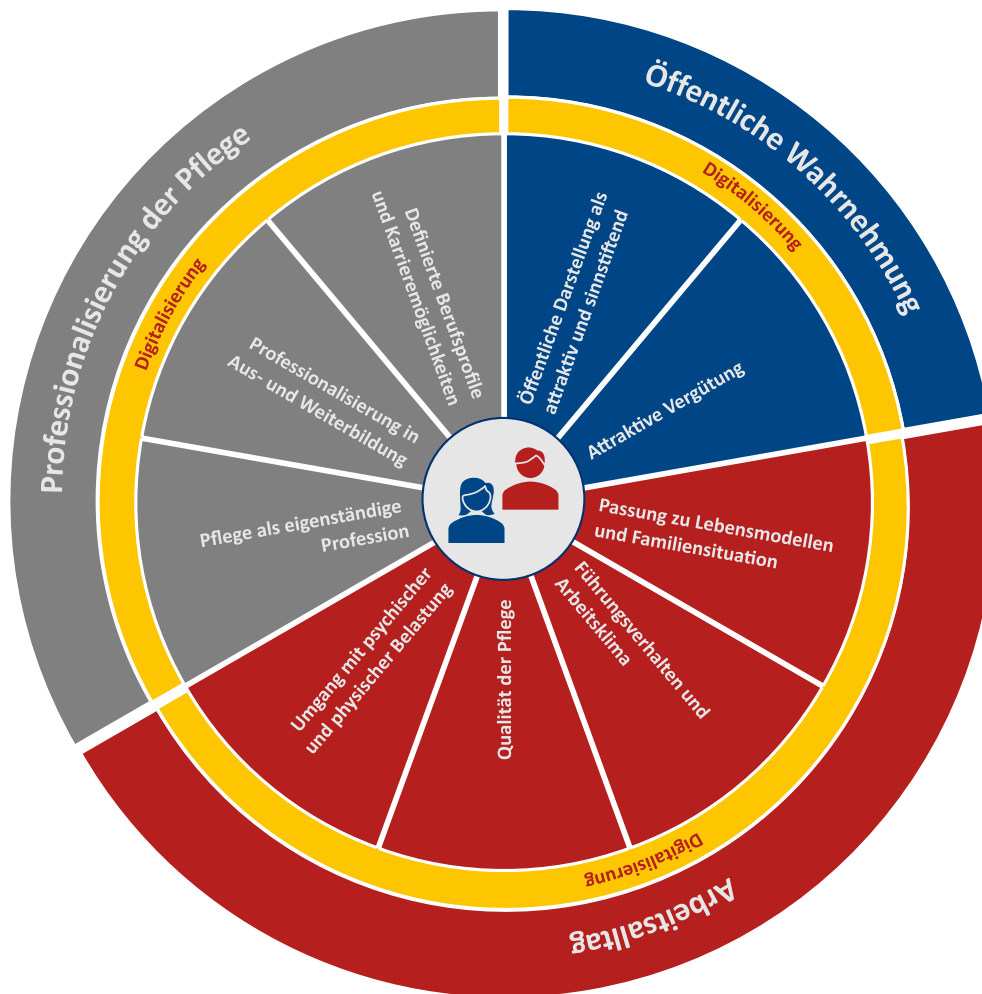 Öffentliche Wahrnehmung
Digitalisierung
Öffentliche Darstellung als
attraktiv und sinnstiftend
Attraktive Vergütung
Arbeitsalltag
Digitalisierung
Passung zu Lebensmodellen
und Familiensituation
Führungsverhalten und
Arbeitsklima
Qualität der Pflege
Umgang mit psychischer
und physischer Belastung
Professionalisierung der Pflege
Digitalisierung
Pflege als eigenständige
Profession
Professionalisierung in
Aus- und Weiterbildung
Definierte Berufsprofile
und Karrieremöglichkeiten